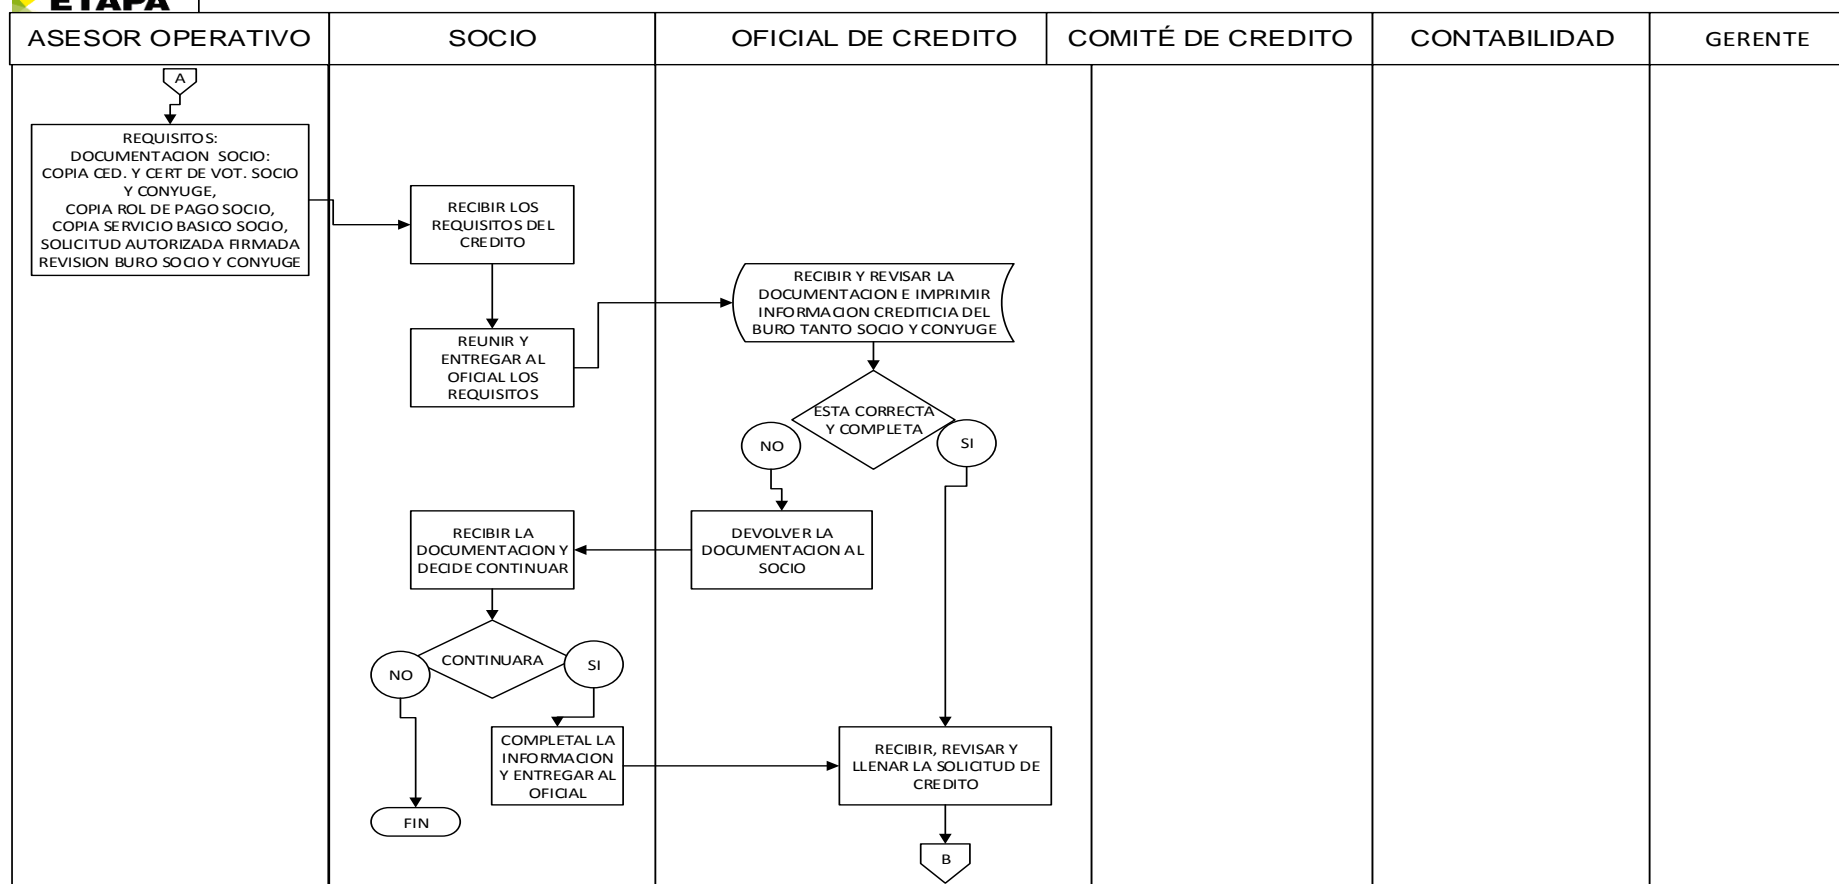 ETAPA
ASESOR OPERATIVO
SOCIO
OFICIAL DE CREDITO
COMITÉ DE CREDITO
CONTABILIDAD
GERENTE
A
REQUISITOS:
DOCUMENTACION SOCIO:
COPIA CED. Y CERT DE VOT. SOCIO
Y CONYUGE,
COPIA ROL DE PAGO SOCIO,
COPIA SERVICIO BASICO SOCIO,
SOLICITUD AUTORIZADA FIRMADA
REVISION BURO SOCIO Y CONYUGE
RECIBIR LOS
REQUISITOS DEL
CREDITO
REUNIR Y
ENTREGAR AL
OFICIAL LOS
REQUISITOS
RECIBIR Y REVISAR LA
DOCUMENTACION E IMPRIMIR
INFORMACION CREDITICIA DEL
BURO TANTO SOCIO Y CONYUGE
ESTA CORRECTA
Y COMPLETA
NO
SI
DEVOLVER LA
DOCUMENTACION AL
SOCIO
RECIBIR LA
DOCUMENTACION Y
DECIDE CONTINUAR
CONTINUARA
NO
SI
COMPLETAL LA
INFORMACION
Y ENTREGAR AL
OFICIAL
FIN
RECIBIR, REVISAR Y
LLENAR LA SOLICITUD DE
CREDITO
B